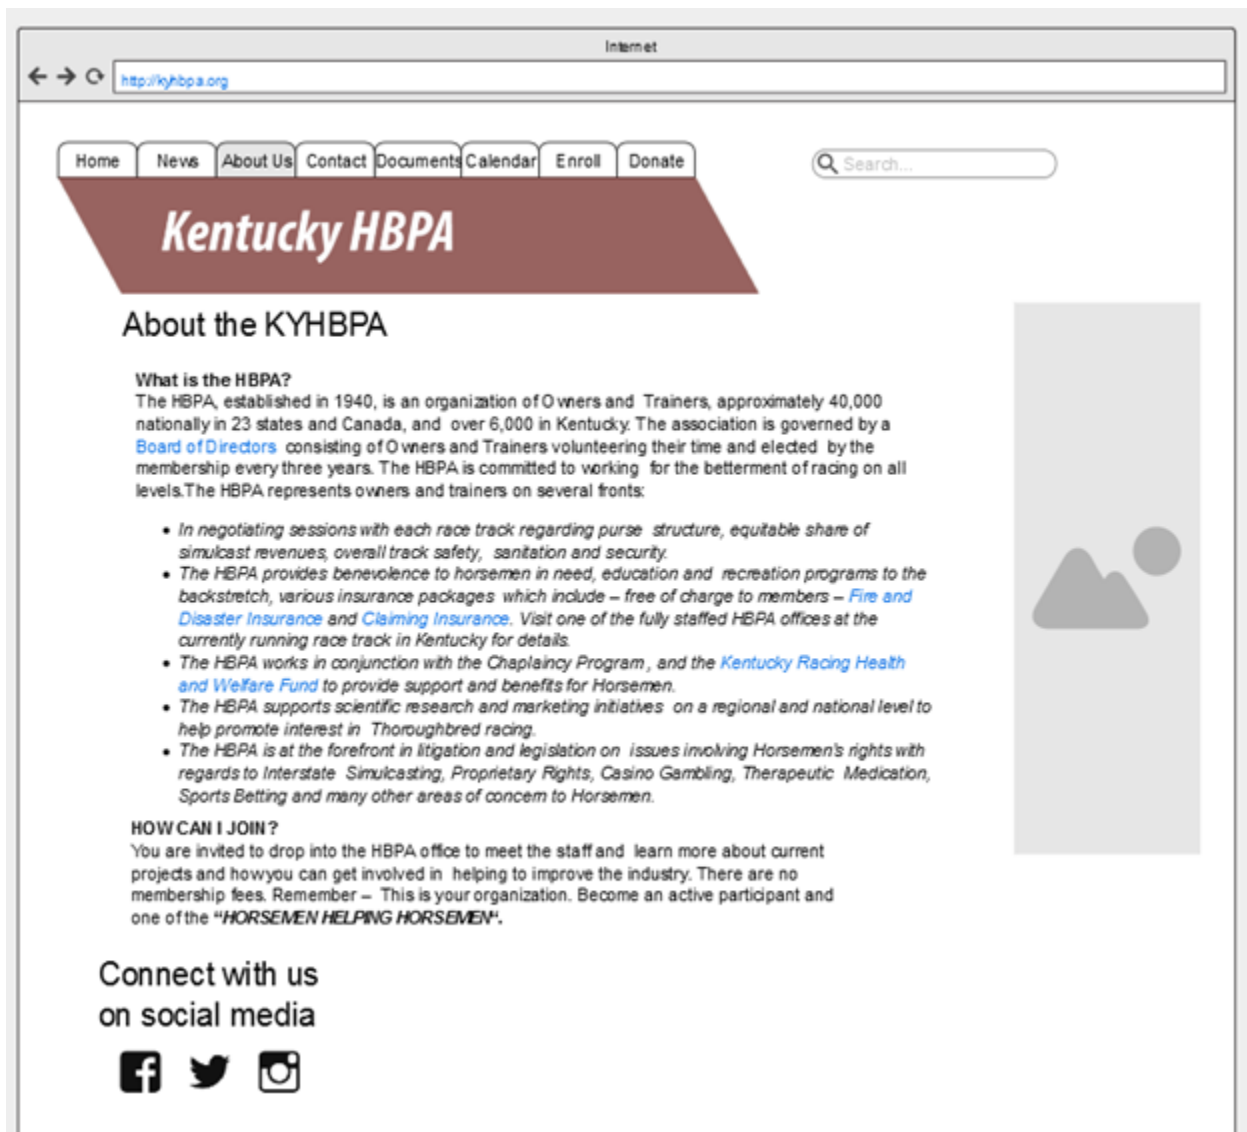 Internet
http://kyhbpa.org
Home News About Us Contact Documents Calendar Enroll Donate Search...
Kentucky HBPA
About the KYHBPA
What is the HBPA?
The HBPA, established in 1940, is an organization of Owners and Trainers, approximately 40,000
nationally in 23 states and Canada, and over 6,000 in Kentucky. The association is governed by a
Board of Directors consisting of Owners and Trainers volunteering their time and elected by the
membership every three years. The HBPA is committed to working for the betterment of racing on all
levels.The HBPA represents owners and trainers on several fronts:
• In negotiating sessions with each race track regarding purse structure, equitable share of
simulcast revenues, overall track safety, sanitation and security.
• The HBPA provides benevolence to horsemen in need, education and recreation programs to the
backstretch, various insurance packages which include – free of charge to members – Fire and
Disaster Insurance and Claiming Insurance. Visit one of the fully staffed HBPA offices at the
currently running race track in Kentucky for details.
• The HBPA works in conjunction with the Chaplaincy Program, and the Kentucky Racing Health
and Welfare Fund to provide support and benefits for Horsemen.
• The HBPA supports scientific research and marketing initiatives on a regional and national level to
help promote interest in Thoroughbred racing.
• The HBPA is at the forefront in litigation and legislation on issues involving Horsemen's rights with
regards to Interstate Simulcasting, Proprietary Rights, Casino Gambling, Therapeutic Medication,
Sports Betting and many other areas of concern to Horsemen.
HOW CAN I JOIN?
You are invited to drop into the HBPA office to meet the staff and learn more about current
projects and how you can get involved in helping to improve the industry. There are no
membership fees. Remember – This is your organization. Become an active participant and
one of the “HORSEMEN HELPING HORSEMEN“.
Connect with us
on social media